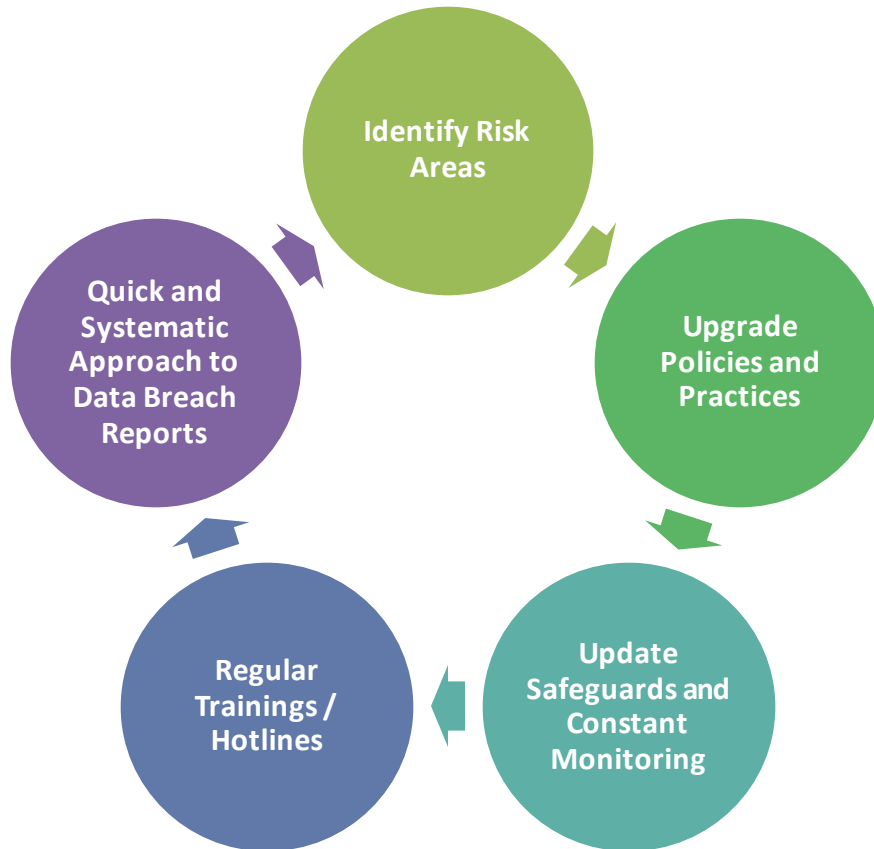 Identify Risk
Areas
Upgrade
Policies and
Practices
Update
Safeguards and
Constant
Monitoring
Regular
Trainings /
Hotlines
Quick and
Systematic
Approach to
Data Breach
Reports